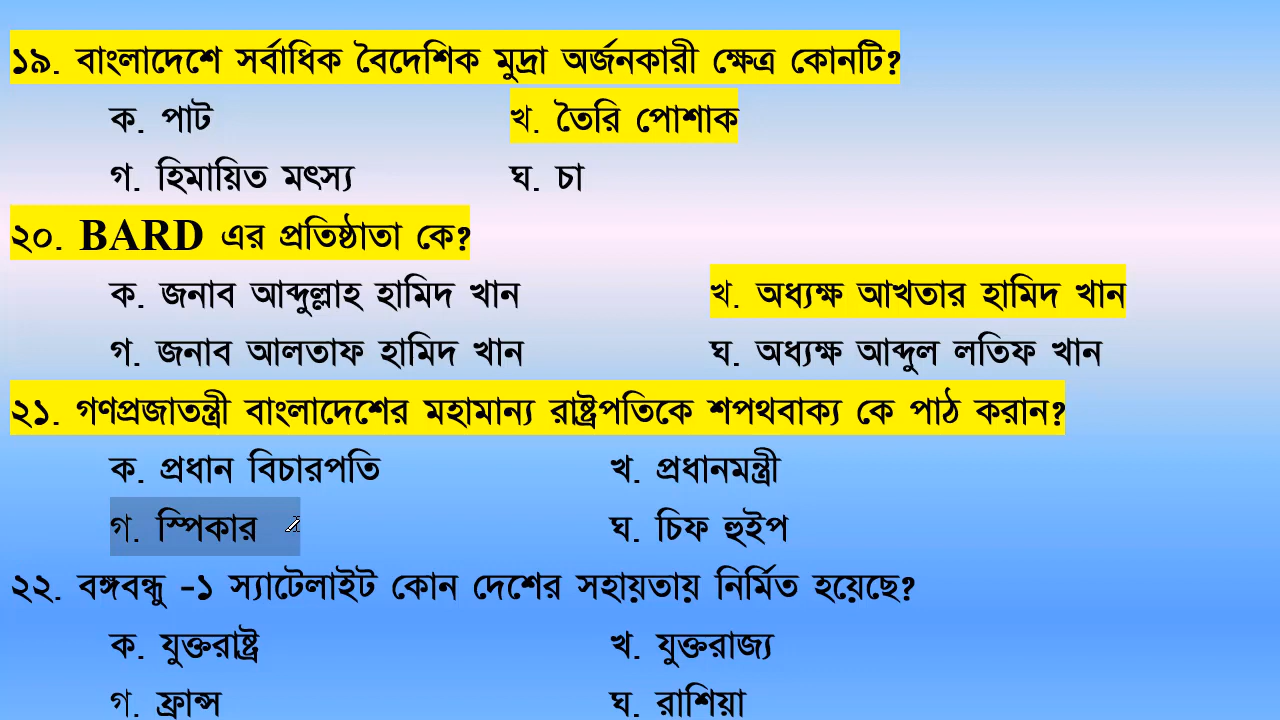 ১৯. বাংলাদেশে সর্বাধিক বৈদেশিক মুদ্রা অর্জনকারী ক্ষেত্র কোনটি?
ক. পাট খ. তৈরি পোশাক
গ. হিমায়িত মৎস্য ঘ. চা
২০. BARD এর প্রতিষ্ঠাতা কে?
ক. জনাব আব্দুল্লাহ হামিদ খান খ. অধ্যক্ষ আখতার হামিদ খান
গ. জনাব আলতাফ হামিদ খান ঘ. অধ্যক্ষ আব্দুল লতিফ খান
২১. গণপ্রজাতন্ত্রী বাংলাদেশের মহামান্য রাষ্ট্রপতিকে শপথবাক্য কে পাঠ করান?
ক. প্রধান বিচারপতি খ. প্রধানমন্ত্রী
গ. স্পিকার ঘ. চিফ হুইপ
২২. বঙ্গবন্ধু -১ স্যাটেলাইট কোন দেশের সহায়তায় নির্মিত হয়েছে?
ক. যুক্তরাষ্ট্র খ. যুক্তরাজ্য
গ. ফ্রান্স ঘ. রাশিয়া